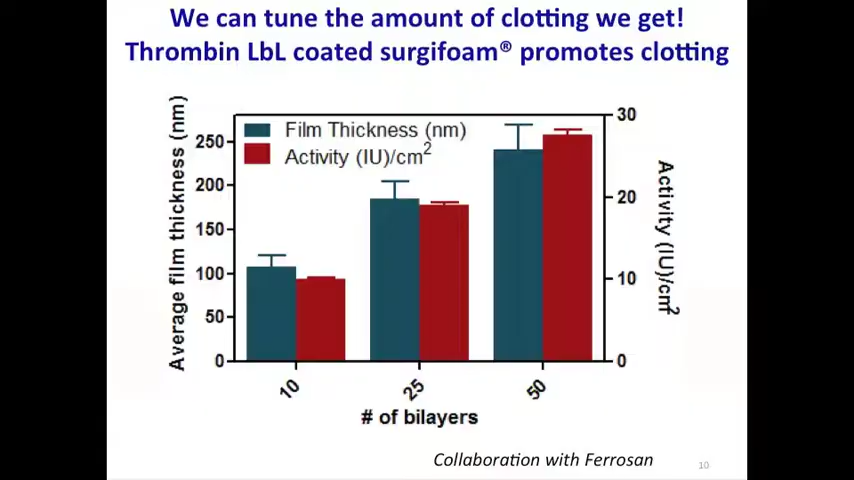 We can tune the amount of clotting we get!
Thrombin LbL coated surgifoam® promotes clotting
Film Thickness (nm)
Activity (IU)/cm²
Average film thickness (nm)
250
200
150
100
50
0
30
20
10
0
Activity (IU)/cm²
10
25
50
# of bilayers
Collaboration with Ferrosan
10